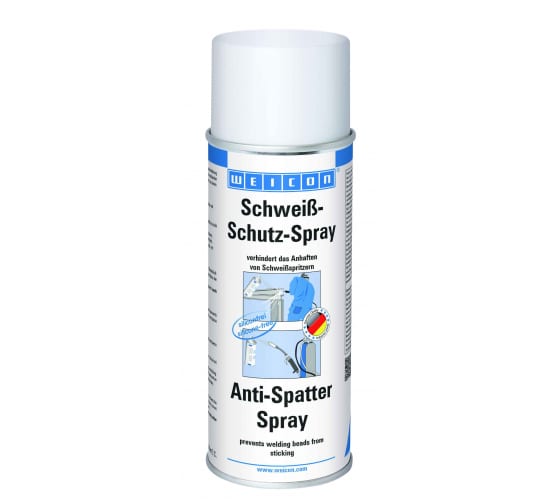 WEICON
Schweiß-
Schutz-Spray
verhindert das Anhaften
von Schweißspritzern
siliconfrei
silicone-free
Anti-Spatter
Spray
prevents welding beads from
sticking
www.weicon.com